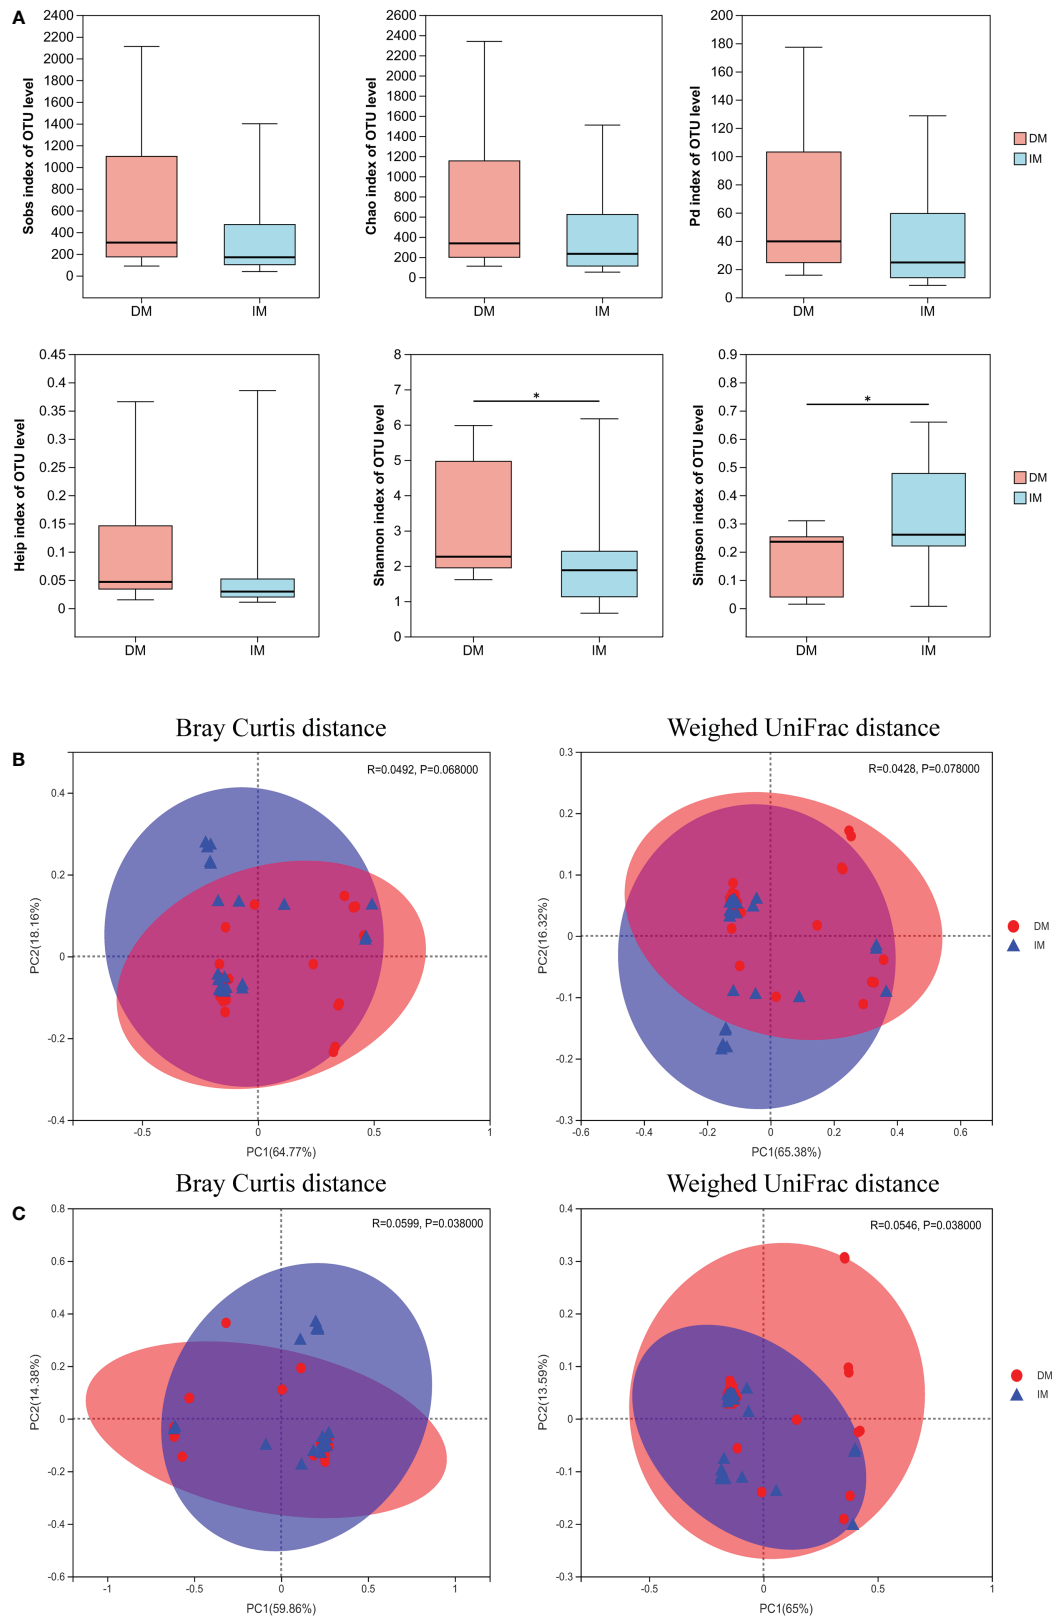 A
Sobs index of OTU level
2400
2200
2000
1800
1600
1400
1200
1000
800
600
400
200
0
DM
IM
Chao index of OTU level
2600
2400
2200
2000
1800
1600
1400
1200
1000
800
600
400
200
0
DM
IM
Pd index of OTU level
200
180
160
140
120
100
80
60
40
20
0
DM
IM
DM
IM
Heip index of OTU level
0.45
0.4
0.35
0.3
0.25
0.2
0.15
0.1
0.05
0
DM
IM
Shannon index of OTU level
8
7
6
5
4
3
2
1
0
*
DM
IM
Simpson index of OTU level
0.9
0.8
0.7
0.6
0.5
0.4
0.3
0.2
0.1
0
*
DM
IM
DM
IM
B
Bray Curtis distance
R=0.0492, P=0.068000
PC2(18.16%)
0.4
0.2
0
-0.2
-0.4
-0.5
0
0.5
1
PC1(64.77%)
Weighed UniFrac distance
R=0.0428, P=0.078000
PC2(16.32%)
0.3
0.2
0.1
0
-0.1
-0.2
-0.3
-0.6
-0.4
-0.2
0
0.2
0.4
0.6
PC1(65.38%)
DM
IM
C
Bray Curtis distance
R=0.0599, P=0.038000
PC2(14.38%)
0.8
0.6
0.4
0.2
0
-0.2
-0.4
-0.6
-1
-0.5
0
0.5
1
PC1(59.86%)
Weighed UniFrac distance
R=0.0546, P=0.038000
PC2(13.59%)
0.4
0.3
0.2
0.1
0
-0.1
-0.2
-0.3
-0.5
0
0.5
1
PC1(65%)
DM
IM